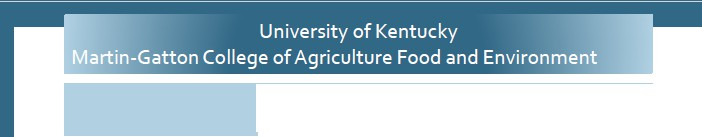 University of Kentucky
Martin-Gatton College of Agriculture Food and Environment